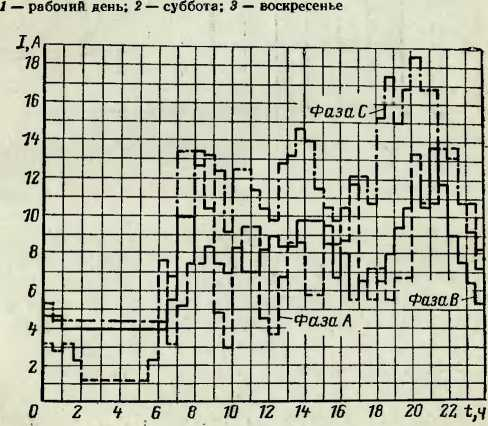 1 — рабочий день; 2 — суббота; 3 — воскресенье
I, А
18
16
14
12
10
8
6
4
2
0
Фаза С
Фаза В
Фаза А
2 4 6 8 10 12 14 16 18 20 22 t, ч